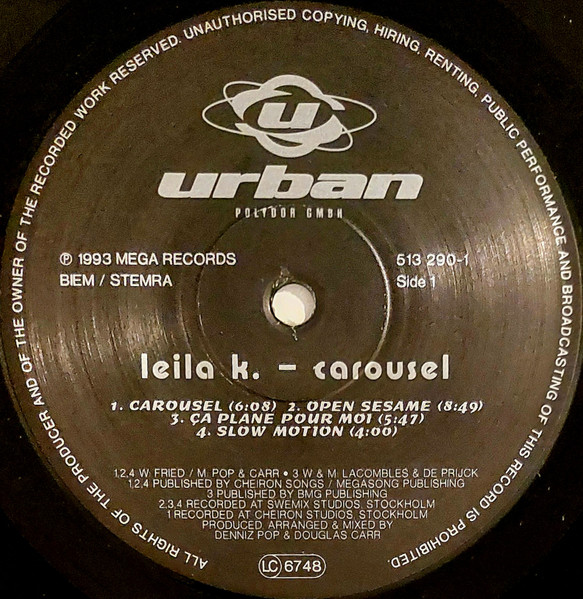 ALL RIGHTS OF THE PRODUCER AND OF THE OWNER OF THE RECORDED WORK RESERVED. UNAUTHORISED COPYING, HIRING, RENTING, PUBLIC PERFORMANCE AND BROADCASTING OF THIS RECORD IS PROHIBITED.
u
urban
POLYDOR GMBH
℗ 1993 MEGA RECORDS
513 290-1
BIEM / STEMRA
Side 1
leila k. – carousel
1. CAROUSEL (6:08) 2. OPEN SESAME (8:49)
3. ÇA PLANE POUR MOI (5:47)
4. SLOW MOTION (4:00)
1,2,4 W. FRIED / M. POP & CARR • 3 W & M. LACOMBLES & DE PRIJCK
1,2,4 PUBLISHED BY CHEIRON SONGS / MEGASONG PUBLISHING
3 PUBLISHED BY BMG PUBLISHING
2,3,4 RECORDED AT SWEMIX STUDIOS, STOCKHOLM
1 RECORDED AT CHEIRON STUDIOS, STOCKHOLM
PRODUCED, ARRANGED & MIXED BY
DENNIZ POP & DOUGLAS CARR
LC 6748